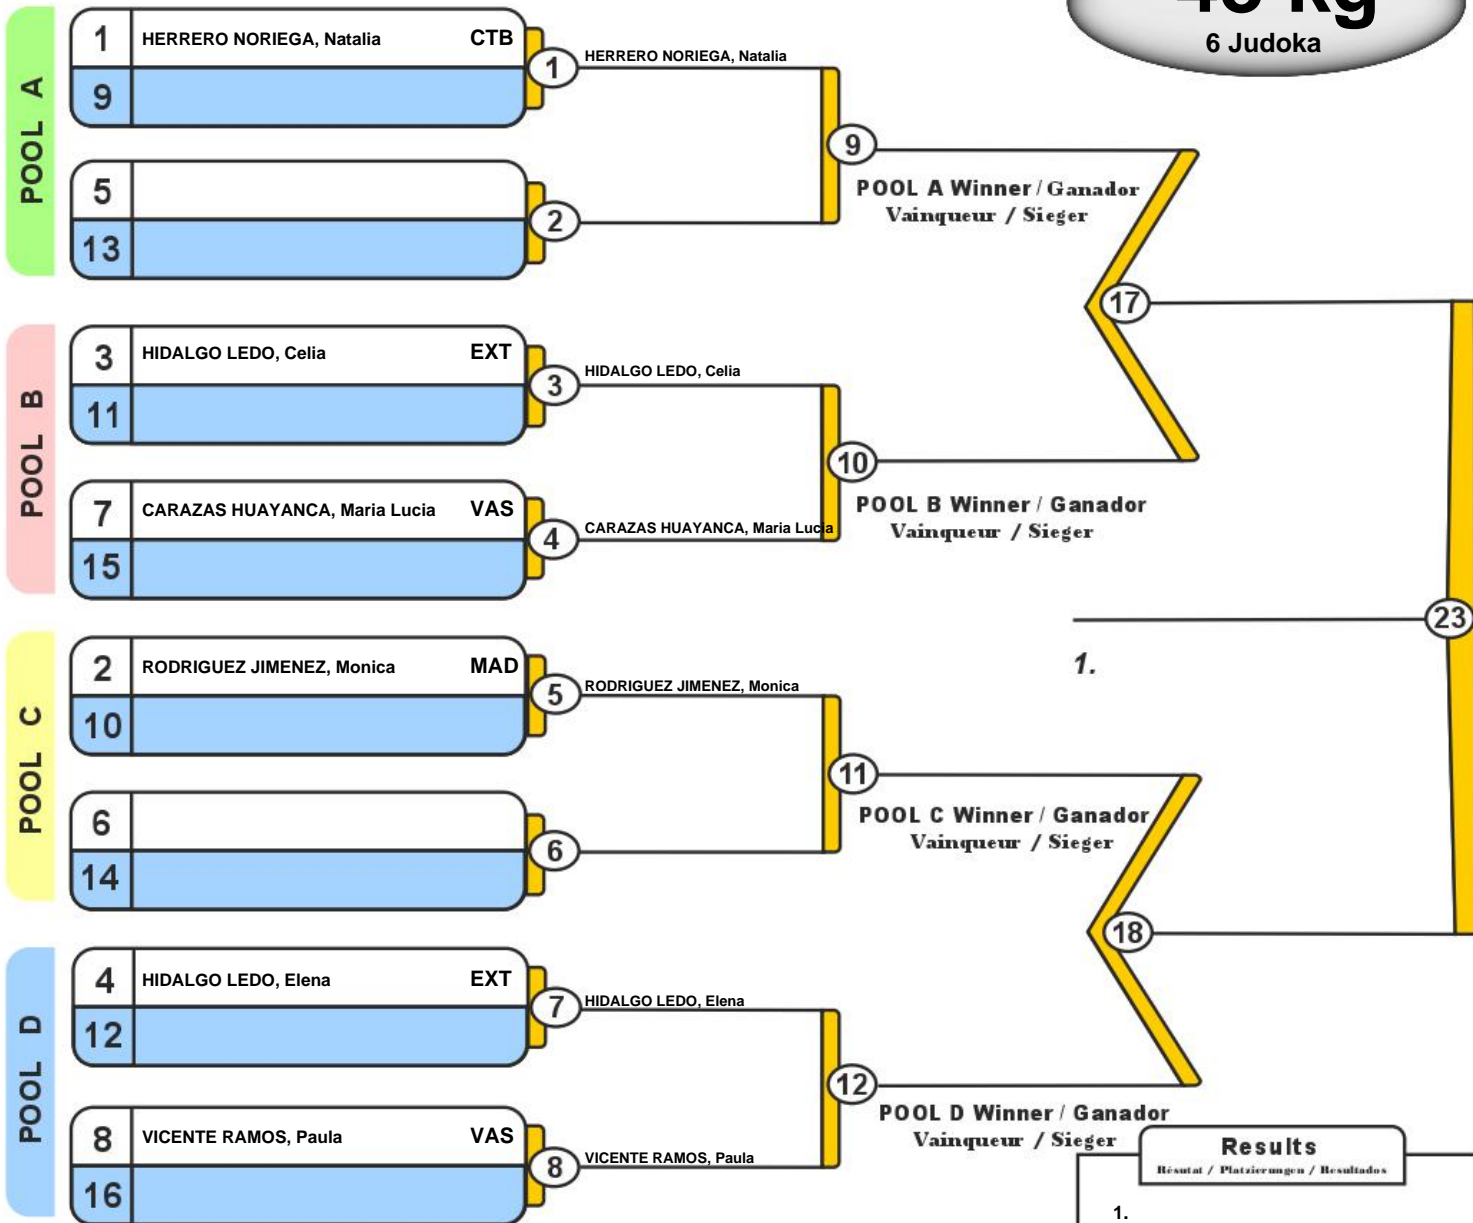 kg
6 Judoka
POOL A
1 HERRERO NORIEGA, Natalia CTB
9
1 HERRERO NORIEGA, Natalia
5
13
2
9
POOL A Winner / Ganador
Vainqueur / Sieger
POOL B
3 HIDALGO LEDO, Celia EXT
11
3 HIDALGO LEDO, Celia
7 CARAZAS HUAYANCA, Maria Lucia VAS
15
4 CARAZAS HUAYANCA, Maria Lucia
10
POOL B Winner / Ganador
Vainqueur / Sieger
17
23
1.
POOL C
2 RODRIGUEZ JIMENEZ, Monica MAD
10
5 RODRIGUEZ JIMENEZ, Monica
6
14
6
11
POOL C Winner / Ganador
Vainqueur / Sieger
18
POOL D
4 HIDALGO LEDO, Elena EXT
12
7 HIDALGO LEDO, Elena
8 VICENTE RAMOS, Paula VAS
16
8 VICENTE RAMOS, Paula
12
POOL D Winner / Ganador
Vainqueur / Sieger
Results
Résutat / Platzierungen / Resultados
1.